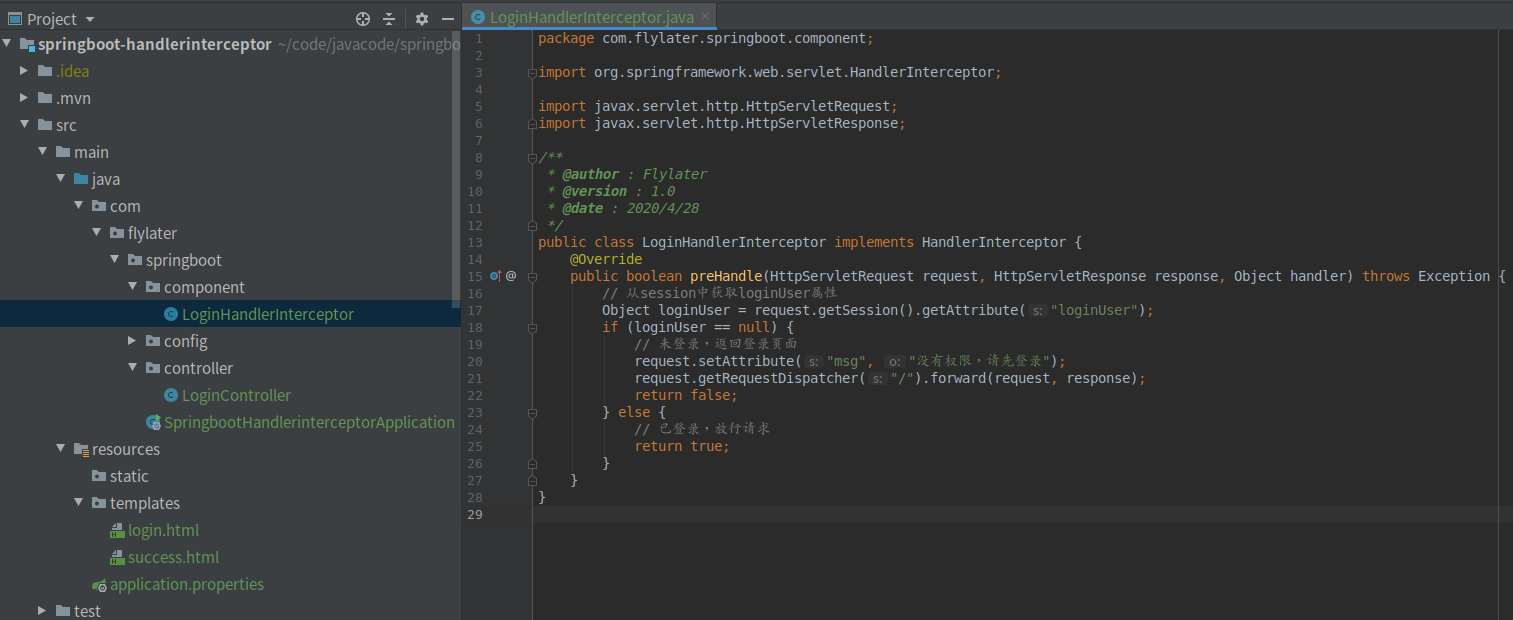 Project
springboot-handlerinterceptor ~/code/javacode/springbo
.idea
.mvn
src
main
java
com
flylater
springboot
component
LoginHandlerInterceptor
config
controller
LoginController
SpringbootHandlerinterceptorApplication
resources
static
templates
login.html
success.html
application.properties
test
LoginHandlerInterceptor.java
1 package com.flylater.springboot.component;
2
3 import org.springframework.web.servlet.HandlerInterceptor;
4
5 import javax.servlet.http.HttpServletRequest;
6 import javax.servlet.http.HttpServletResponse;
7
8 /**
9 * @author : Flylater
10 * @version : 1.0
11 * @date : 2020/4/28
12 */
13 public class LoginHandlerInterceptor implements HandlerInterceptor {
14 @Override
15 @ public boolean preHandle(HttpServletRequest request, HttpServletResponse response, Object handler) throws Exception {
16 // 从session中获取loginUser属性
17 Object loginUser = request.getSession().getAttribute( s: "loginUser");
18 if (loginUser == null) {
19 // 未登录，返回登录页面
20 request.setAttribute( s: "msg", o: "没有权限，请先登录");
21 request.getRequestDispatcher( s: "/").forward(request, response);
22 return false;
23 } else {
24 // 已登录，放行请求
25 return true;
26 }
27 }
28 }
29